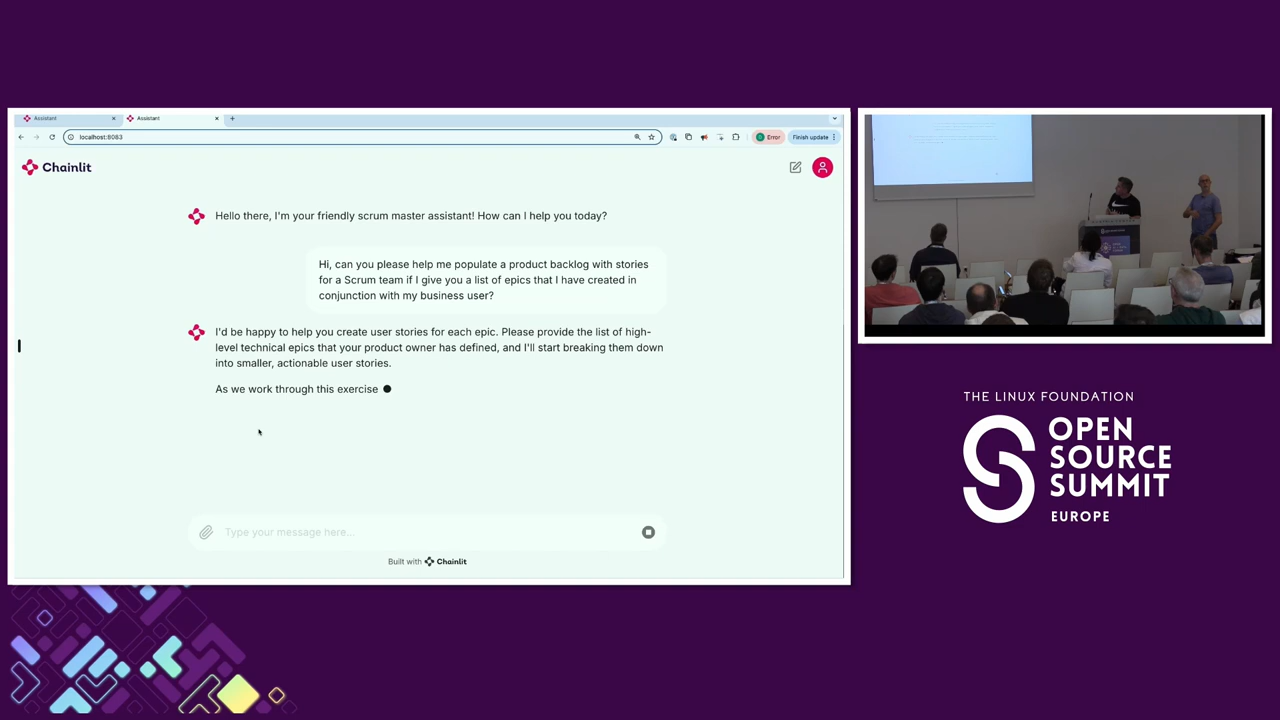 Assistant
Assistant
localhost:8083
Error
Finish update
Chainlit
Hello there, I'm your friendly scrum master assistant! How can I help you today?
Hi, can you please help me populate a product backlog with stories
for a Scrum team if I give you a list of epics that I have created in
conjunction with my business user?
I'd be happy to help you create user stories for each epic. Please provide the list of high-
level technical epics that your product owner has defined, and I'll start breaking them down
into smaller, actionable user stories.
As we work through this exercise
Type your message here...
Built with Chainlit
THE LINUX FOUNDATION
OPEN
SOURCE
SUMMIT
EUROPE